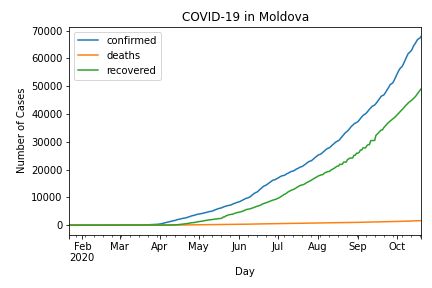 COVID-19 in Moldova
confirmed
deaths
recovered
Number of Cases
70000
60000
50000
40000
30000
20000
10000
0
Feb
2020
Mar
Apr
May
Jun
Jul
Aug
Sep
Oct
Day